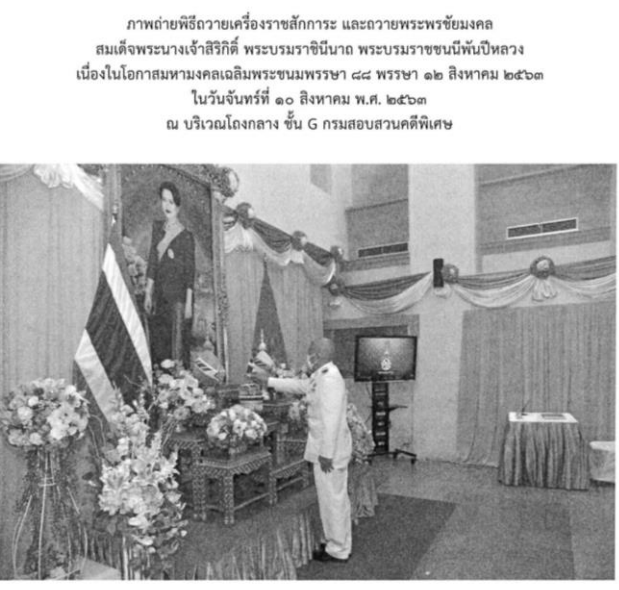 ภาพถ่ายพิธีถวายเครื่องราชสักการะ และถวายพระพรชัยมงคล
สมเด็จพระนางเจ้าสิริกิติ์ พระบรมราชินีนาถ พระบรมราชชนนีพันปีหลวง
เนื่องในโอกาสมหามงคลเฉลิมพระชนมพรรษา ๘๘ พรรษา ๑๒ สิงหาคม ๒๕๖๓
ในวันจันทร์ที่ ๑๐ สิงหาคม พ.ศ. ๒๕๖๓
ณ บริเวณโถงกลาง ชั้น G กรมสอบสวนคดีพิเศษ